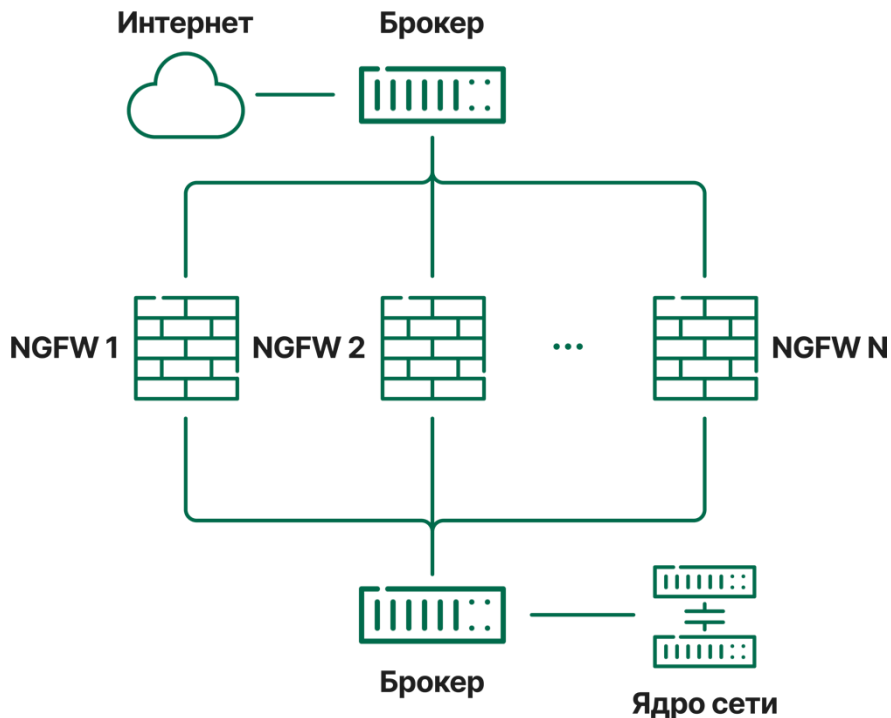 Интернет
Брокер
NGFW 1
NGFW 2
...
NGFW N
Брокер
Ядро сети